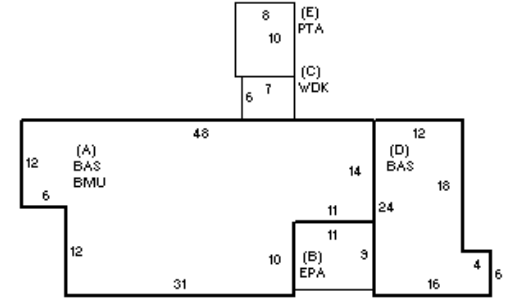 8 (E)
10 PTA
(C)
6 7 WDK
48 12
12 (A) (D)
BAS 14 BAS
BMU
6 18
11 24
11
12 10 (B) 9
EPA
4 6
31 16